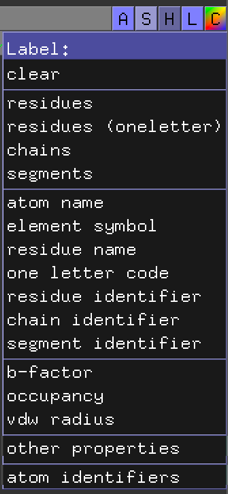 A S H L C
Label:
clear
residues
residues (oneletter)
chains
segments
atom name
element symbol
residue name
one letter code
residue identifier
chain identifier
segment identifier
b-factor
occupancy
vdw radius
other properties
atom identifiers